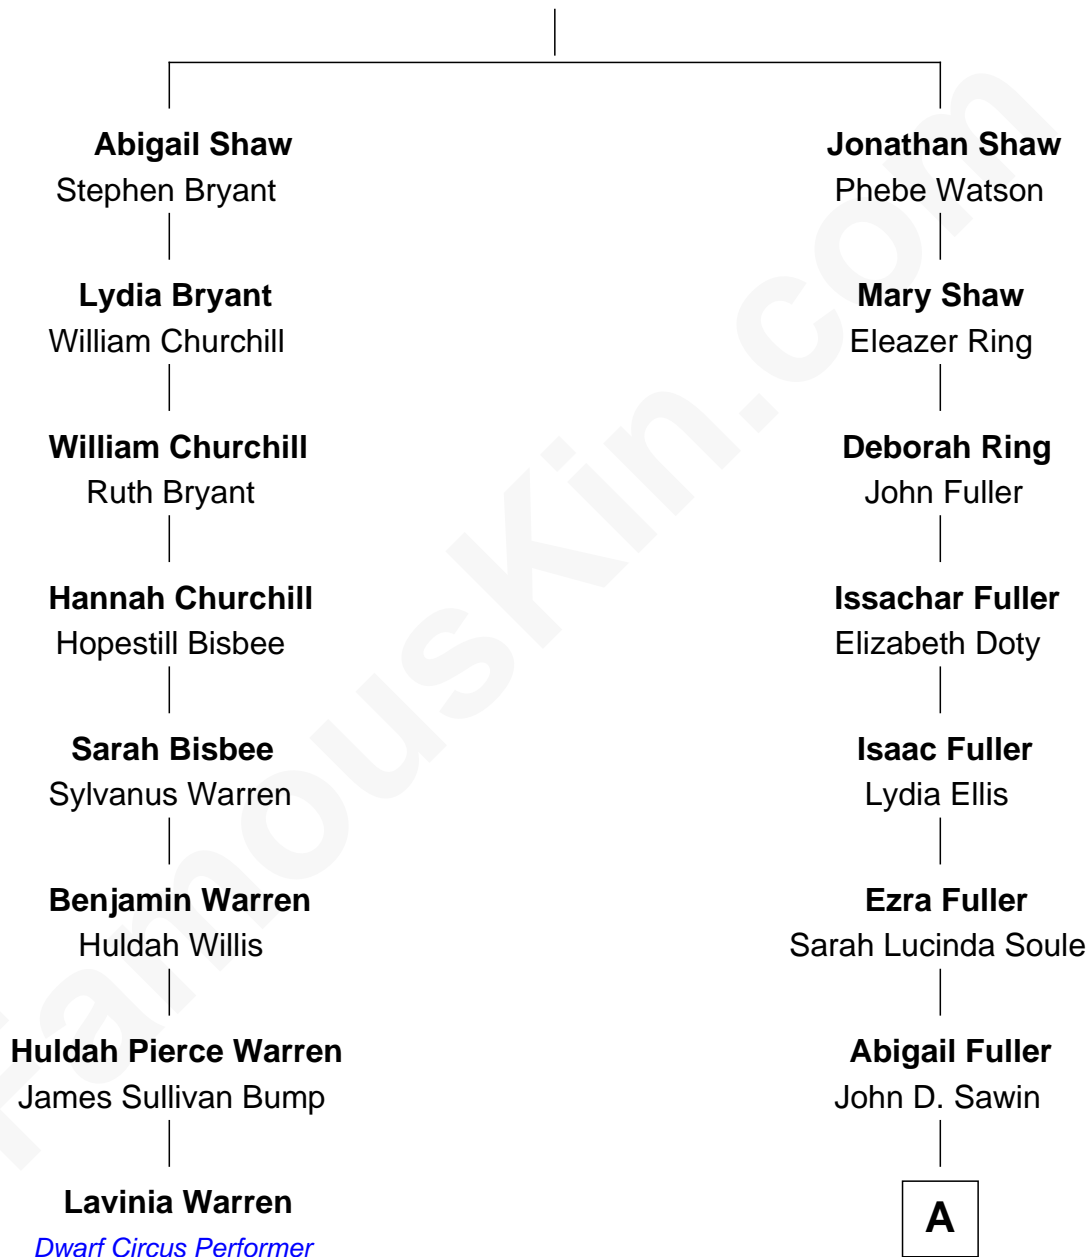 Abigail Shaw
Stephen Bryant
Lydia Bryant
William Churchill
William Churchill
Ruth Bryant
Hannah Churchill
Hopestill Bisbee
Sarah Bisbee
Sylvanus Warren
Benjamin Warren
Huldah Willis
Huldah Pierce Warren
James Sullivan Bump
Lavinia Warren
Dwarf Circus Performer
Jonathan Shaw
Phebe Watson
Mary Shaw
Eleazer Ring
Deborah Ring
John Fuller
Issachar Fuller
Elizabeth Doty
Isaac Fuller
Lydia Ellis
Ezra Fuller
Sarah Lucinda Soule
Abigail Fuller
John D. Sawin
A
FamousKin.com